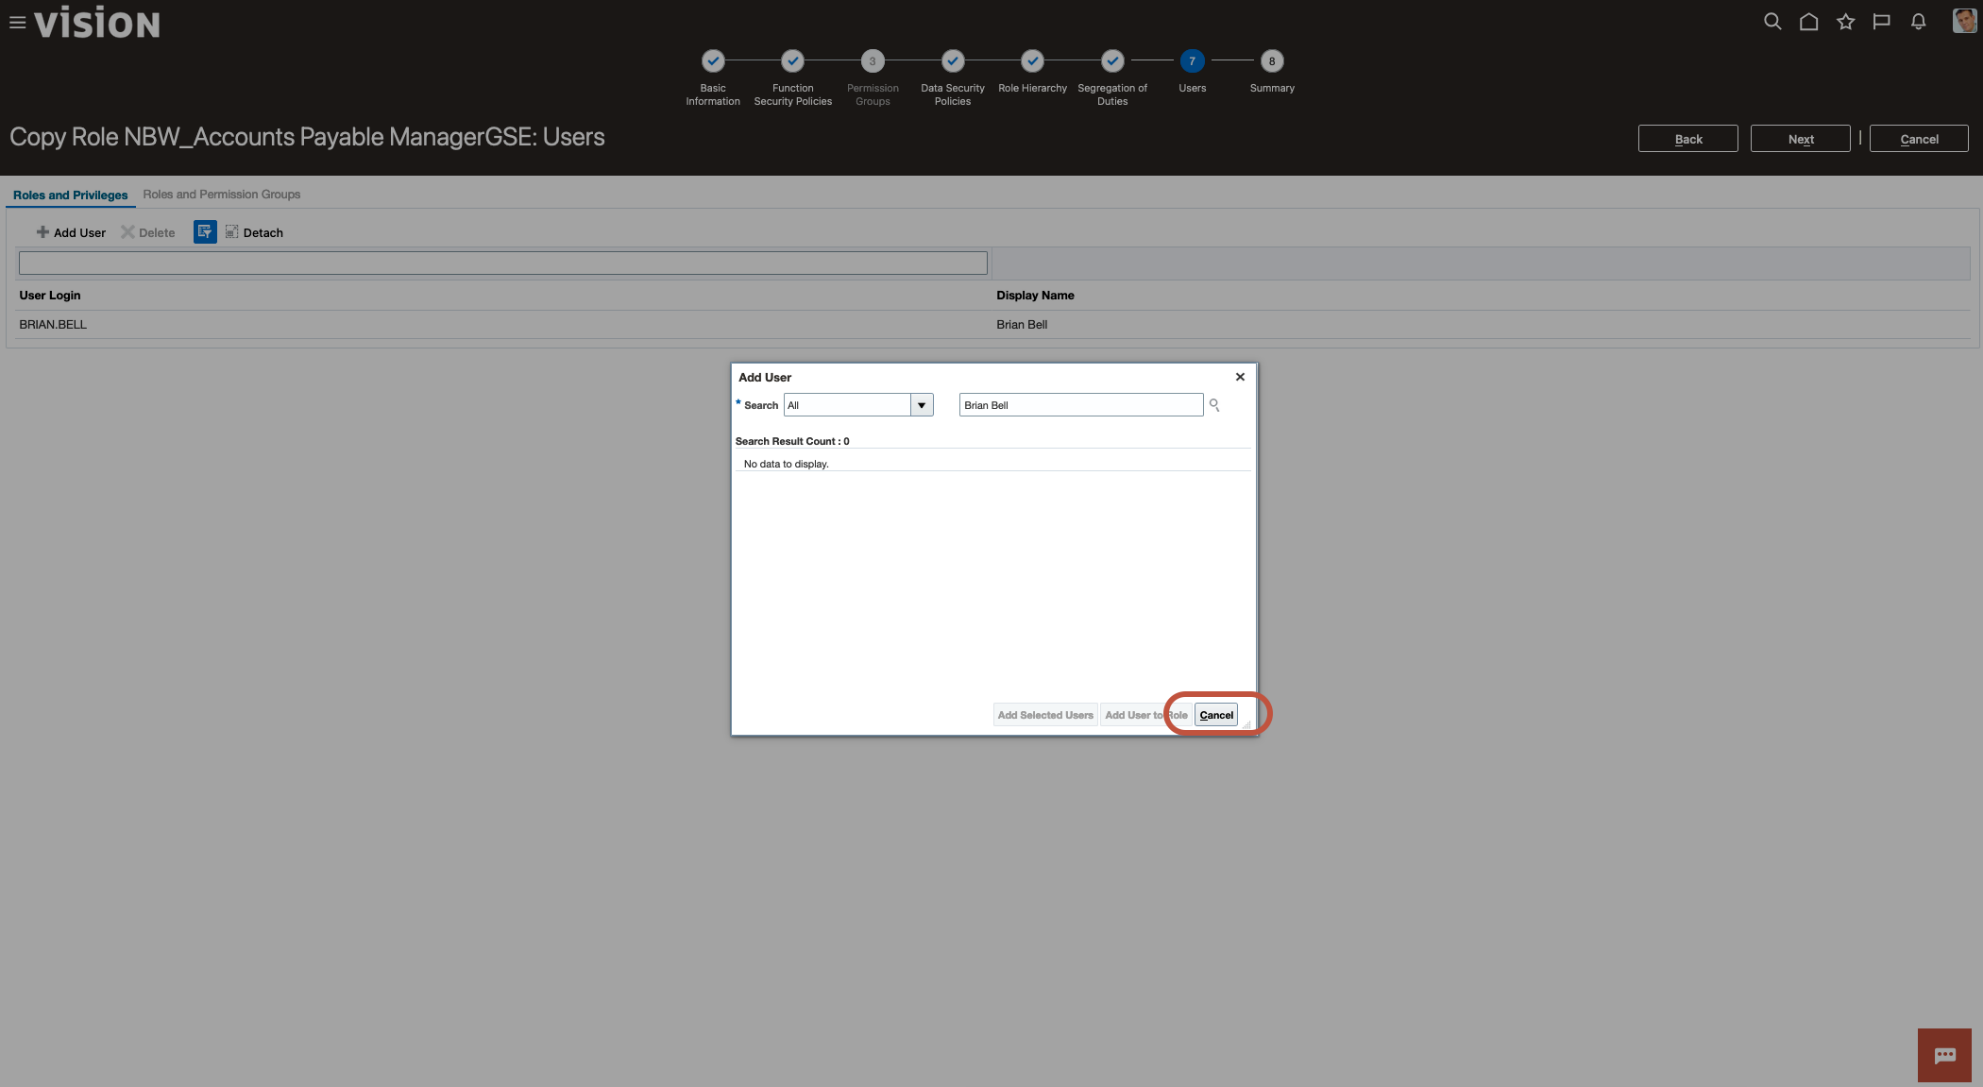 vision
3
7
8
Basic Information
Function Security Policies
Permission Groups
Data Security Policies
Role Hierarchy
Segregation of Duties
Users
Summary
Copy Role NBW_Accounts Payable ManagerGSE: Users
Back
Next
|
Cancel
Roles and Privileges
Roles and Permission Groups
Add User
Delete
Detach
User Login
Display Name
BRIAN.BELL
Brian Bell
Add User
* Search
All
Brian Bell
Search Result Count : 0
No data to display.
Add Selected Users
Add User to Role
Cancel